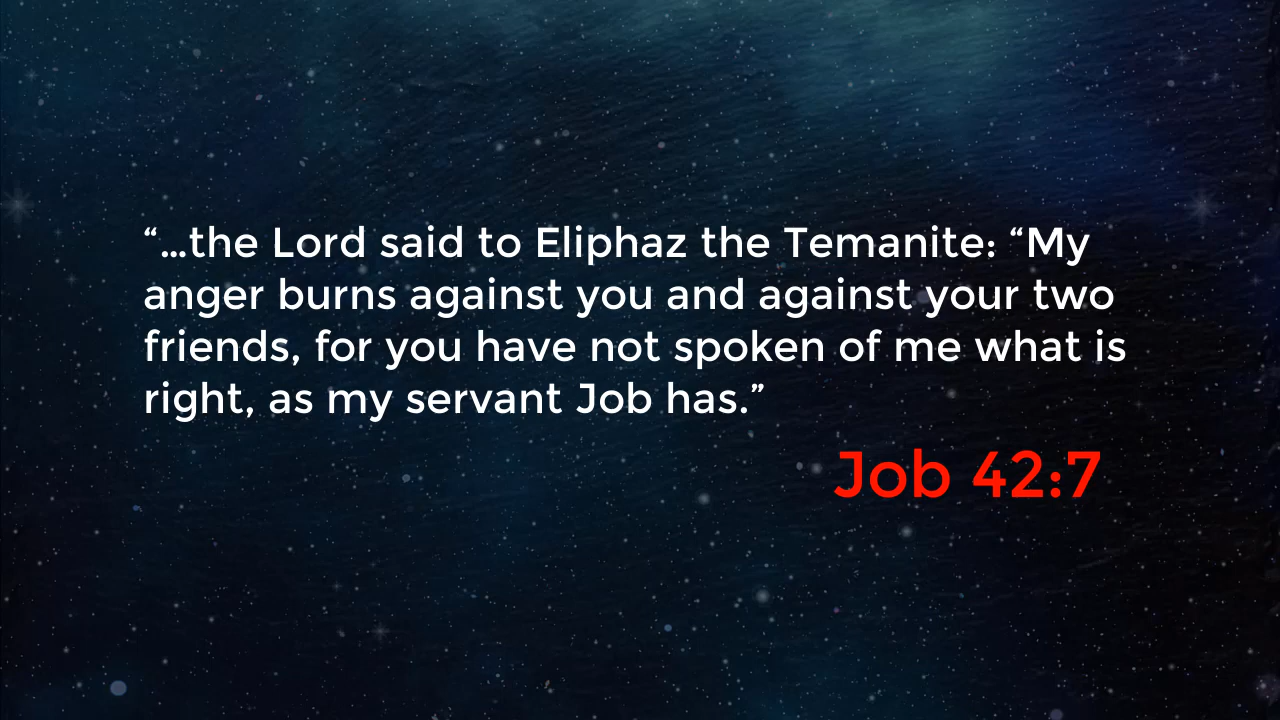 “…the Lord said to Eliphaz the Temanite: “My
anger burns against you and against your two
friends, for you have not spoken of me what is
right, as my servant Job has.”
Job 42:7